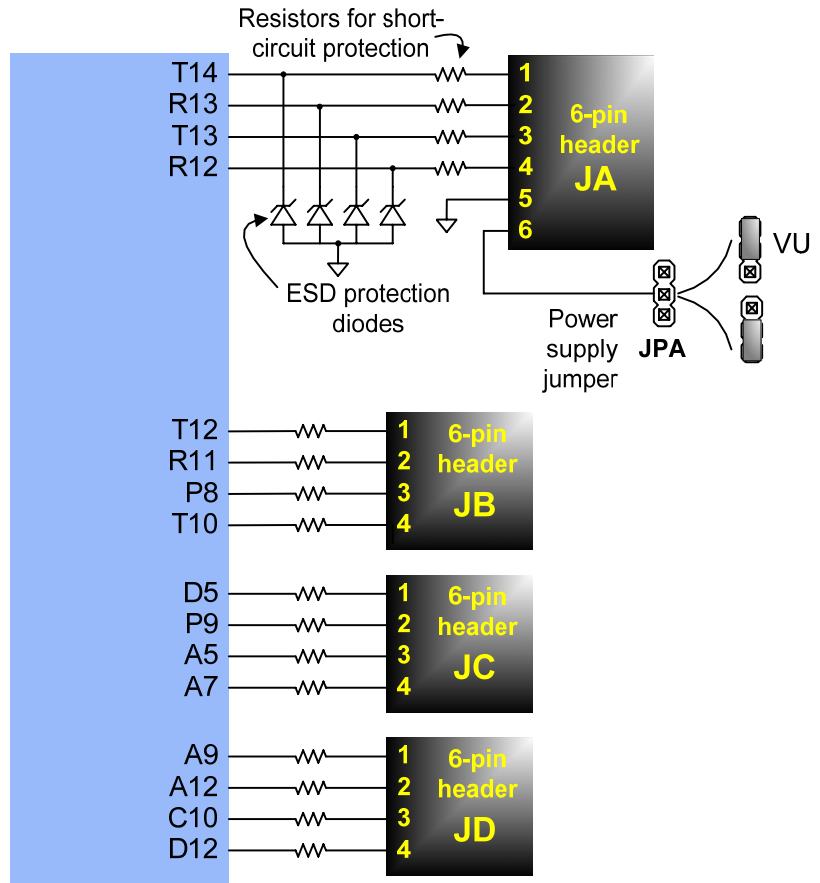 Resistors for short-
circuit protection
T14
R13
T13
R12
1
2
3
4
5
6
6-pin
header
JA
VU
ESD protection
diodes
Power
supply
jumper
JPA
T12
R11
P8
T10
1
2
3
4
6-pin
header
JB
D5
P9
A5
A7
1
2
3
4
6-pin
header
JC
A9
A12
C10
D12
1
2
3
4
6-pin
header
JD